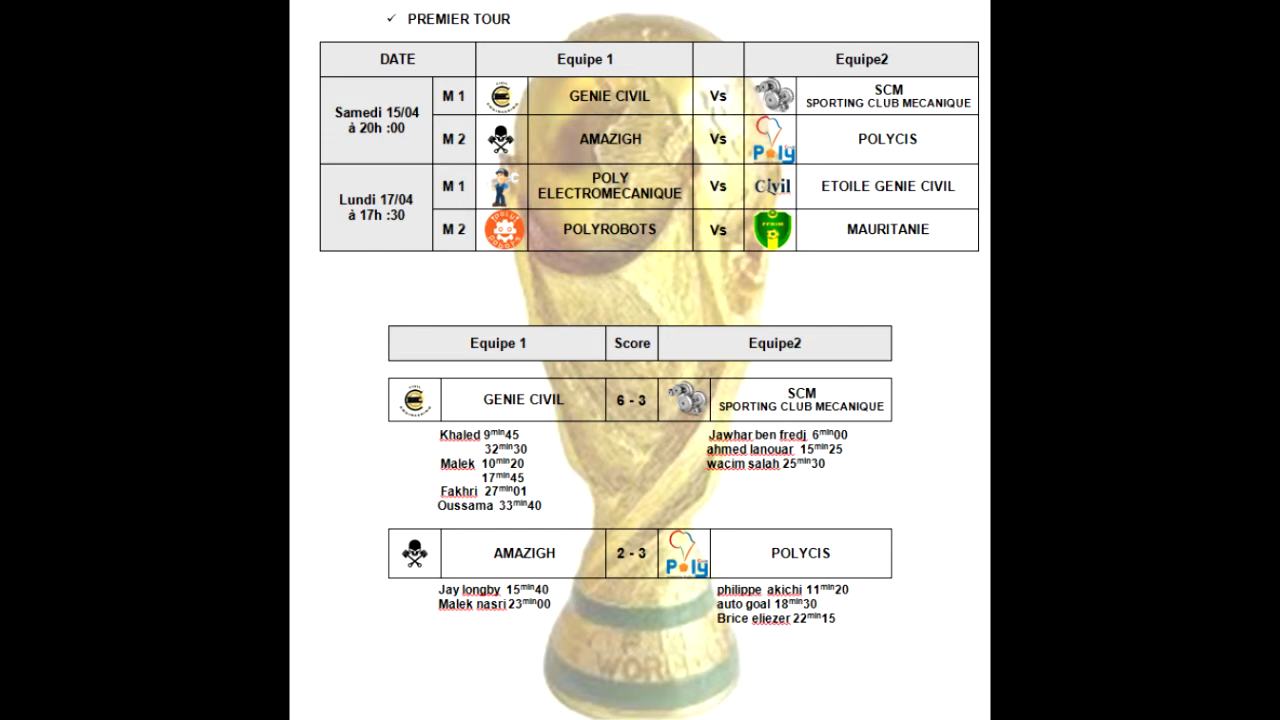 ✓ PREMIER TOUR
DATE Equipe 1 Equipe2
Samedi 15/04
à 20h :00
M 1 GENIE CIVIL Vs SCM
SPORTING CLUB MECANIQUE
M 2 AMAZIGH Vs Poly POLYCIS
Lundi 17/04
à 17h :30
M 1 POLY
ELECTROMECANIQUE Vs Civil ETOILE GENIE CIVIL
M 2 POLYROBOTS Vs MAURITANIE
Equipe 1 Score Equipe2
GENIE CIVIL 6 - 3 SCM
SPORTING CLUB MECANIQUE
Khaled 9min45
32min30
Malek 10min20
17min45
Fakhri 27min01
Oussama 33min40
Jawhar ben fredj 6min00
ahmed lanouar 15min25
wacim salah 25min30
AMAZIGH 2 - 3 Poly POLYCIS
Jay longby 15min40
Malek nasri 23min00
philippe akichi 11min20
auto goal 18min30
Brice eliezer 22min15